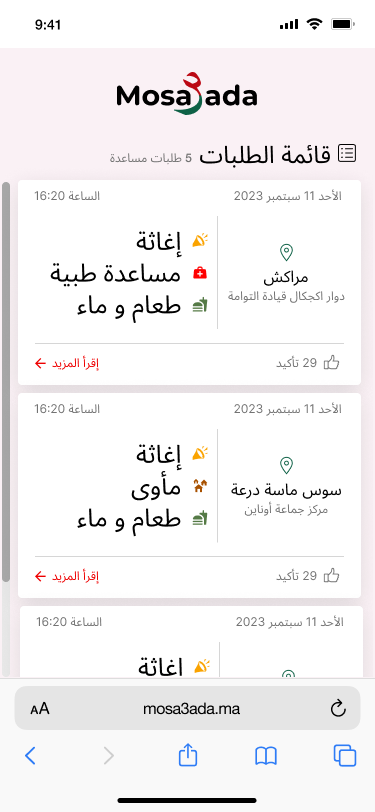 9:41
Mosa3ada
قائمة الطلبات 5 طلبات مساعدة
الأحد 11 سبتمبر 2023 الساعة 16:20
مراكش
دوار اكجكال قيادة التوامة
إغاثة
مساعدة طبية
طعام و ماء
29 تأكيد إقرأ المزيد
الأحد 11 سبتمبر 2023 الساعة 16:20
سوس ماسة درعة
مركز جماعة أوناين
إغاثة
مأوى
طعام و ماء
29 تأكيد إقرأ المزيد
الأحد 11 سبتمبر 2023 الساعة 16:20
إغاثة
AA mosa3ada.ma